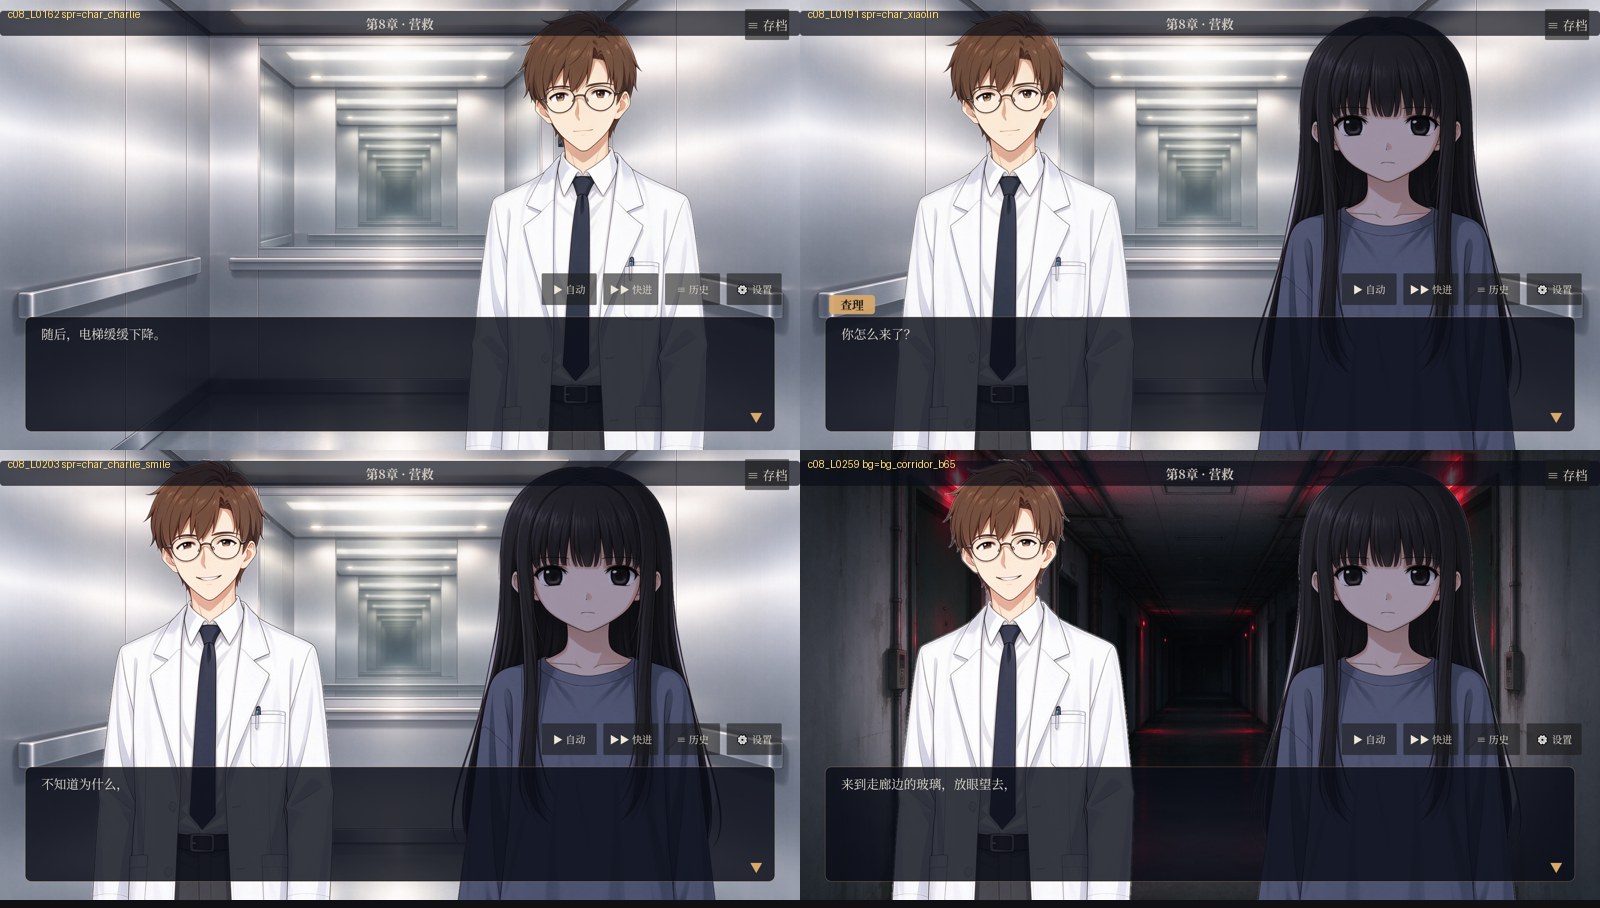 c08_L0162 spr=char_charlie
第8章·营救
≡ 存档
▶ 自动
▶▶ 快进
≡ 历史
⚙ 设置
随后，电梯缓缓下降。
▼
c08_L0191 spr=char_xiaolin
第8章·营救
≡ 存档
▶ 自动
▶▶ 快进
≡ 历史
⚙ 设置
查理
你怎么来了？
▼
c08_L0203 spr=char_charlie_smile
第8章·营救
≡ 存档
▶ 自动
▶▶ 快进
≡ 历史
⚙ 设置
不知道为什么，
▼
c08_L0259 bg=bg_corridor_b65
第8章·营救
≡ 存档
▶ 自动
▶▶ 快进
≡ 历史
⚙ 设置
来到走廊边的玻璃，放眼望去，
▼